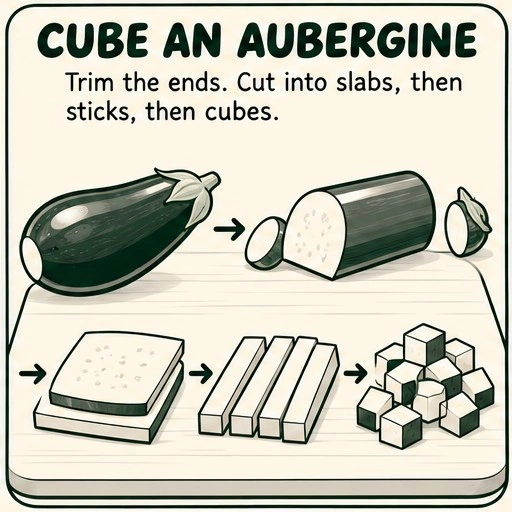 CUBE AN AUBERGINE
Trim the ends. Cut into slabs, then
sticks, then cubes.